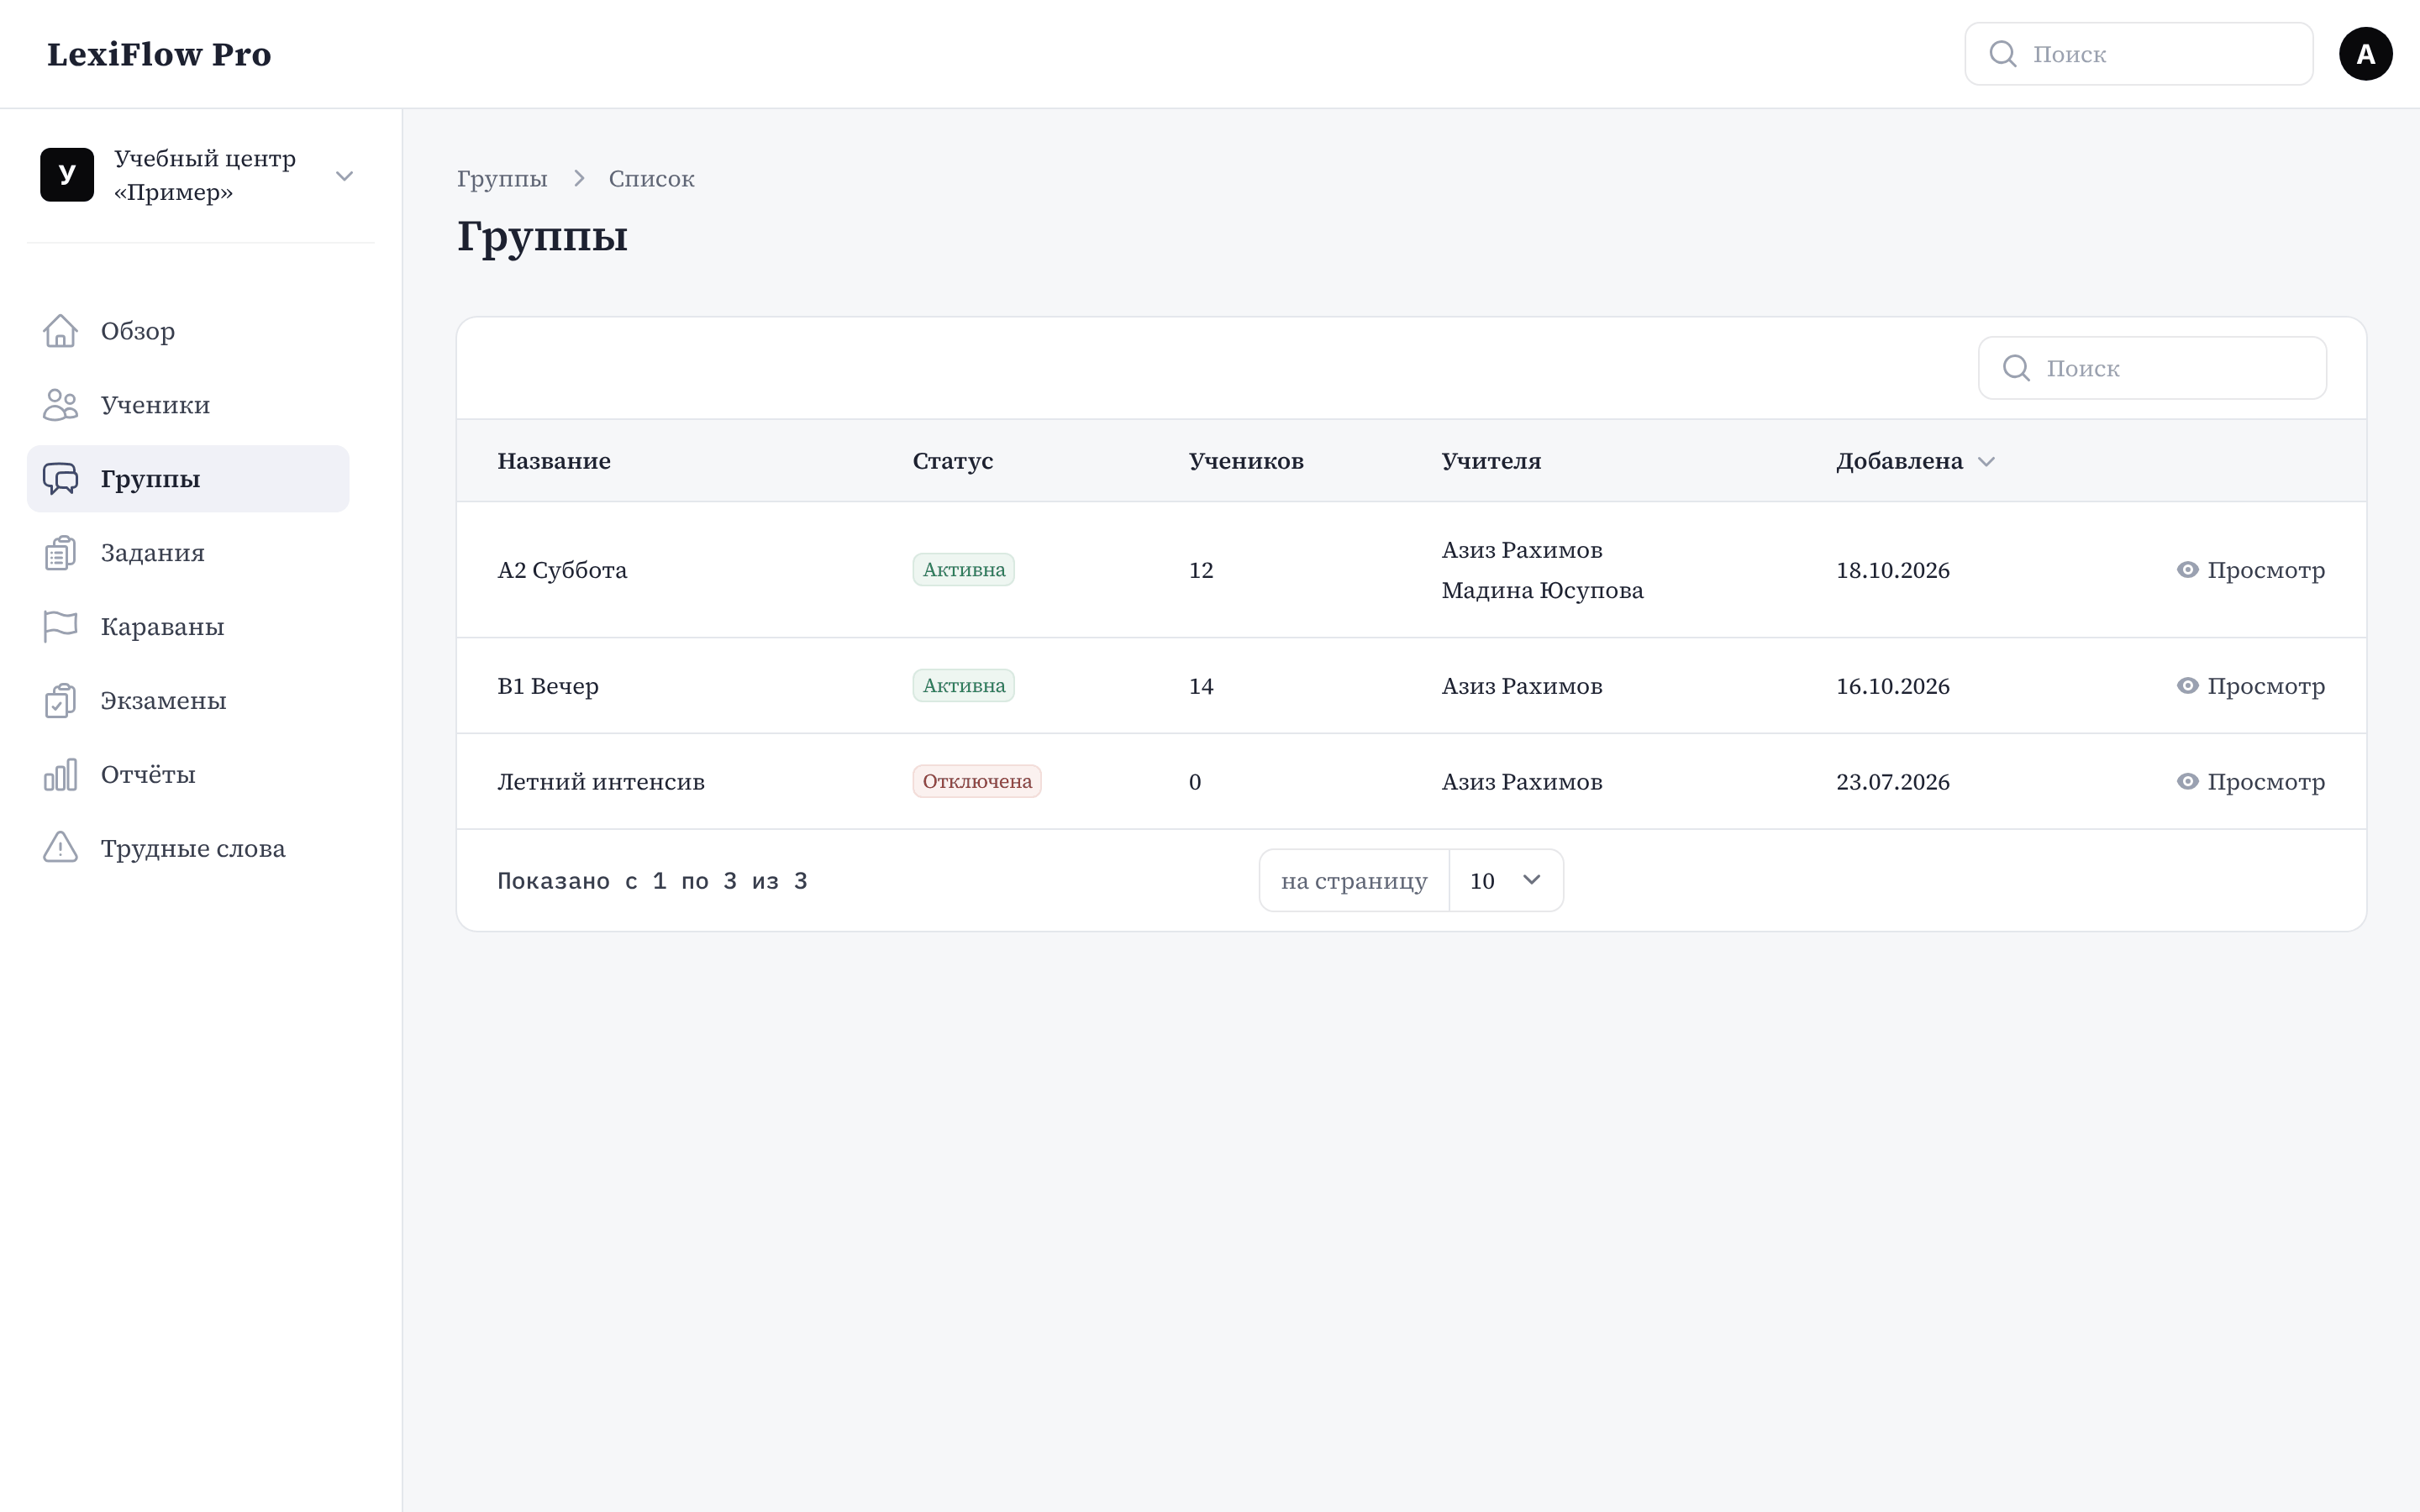 LexiFlow Pro
Поиск
A
У
Учебный центр
«Пример»
Обзор
Ученики
Группы
Задания
Караваны
Экзамены
Отчёты
Трудные слова
Группы > Список
Группы
Поиск
Название Статус Учеников Учителя Добавлена
A2 Суббота Активна 12 Азиз Рахимов
Мадина Юсупова 18.10.2026 Просмотр
B1 Вечер Активна 14 Азиз Рахимов 16.10.2026 Просмотр
Летний интенсив Отключена 0 Азиз Рахимов 23.07.2026 Просмотр
Показано с 1 по 3 из 3 на страницу 10